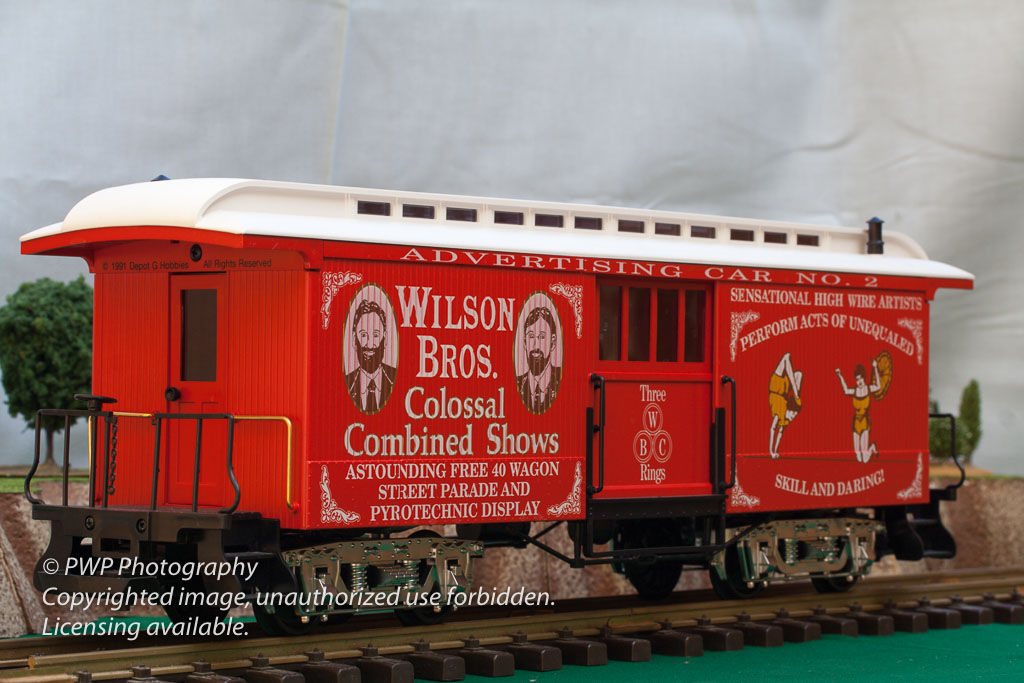 © 1991 Depot G Hobbies All Rights Reserved
ADVERTISING CAR NO. 2
WILSON
BROS.
Colossal
Combined Shows
ASTOUNDING FREE 40 WAGON
STREET PARADE AND
PYROTECHNIC DISPLAY
Three
W
B C
Rings
SENSATIONAL HIGH WIRE ARTISTS
PERFORM ACTS OF UNEQUALED
SKILL AND DARING!
© PWP Photography
Copyrighted image, unauthorized use forbidden.
Licensing available.